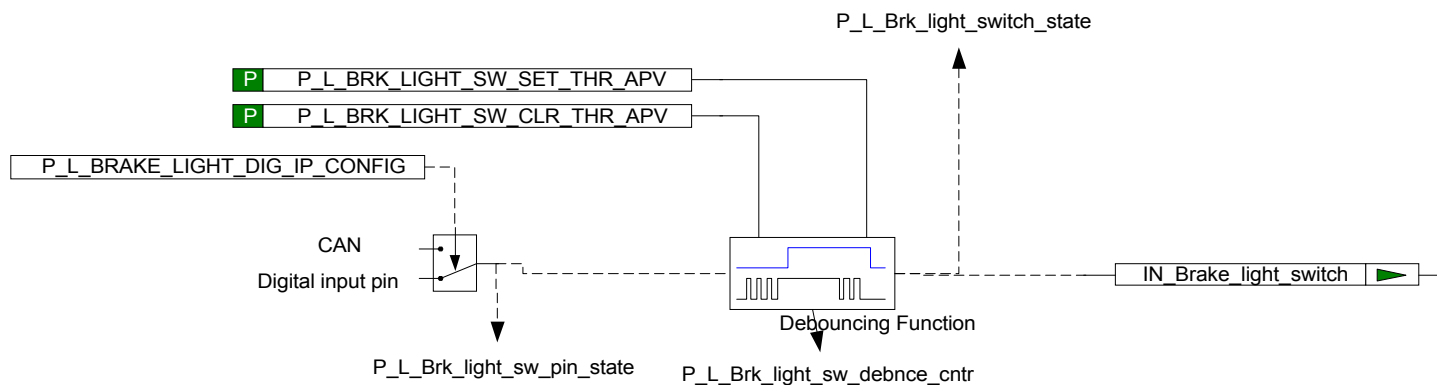 P_L_Brk_light_switch_state
P P_L_BRK_LIGHT_SW_SET_THR_APV
P P_L_BRK_LIGHT_SW_CLR_THR_APV
P_L_BRAKE_LIGHT_DIG_IP_CONFIG
CAN
Digital input pin
IN_Brake_light_switch
Debouncing Function
P_L_Brk_light_sw_pin_state
P_L_Brk_light_sw_debnce_cntr